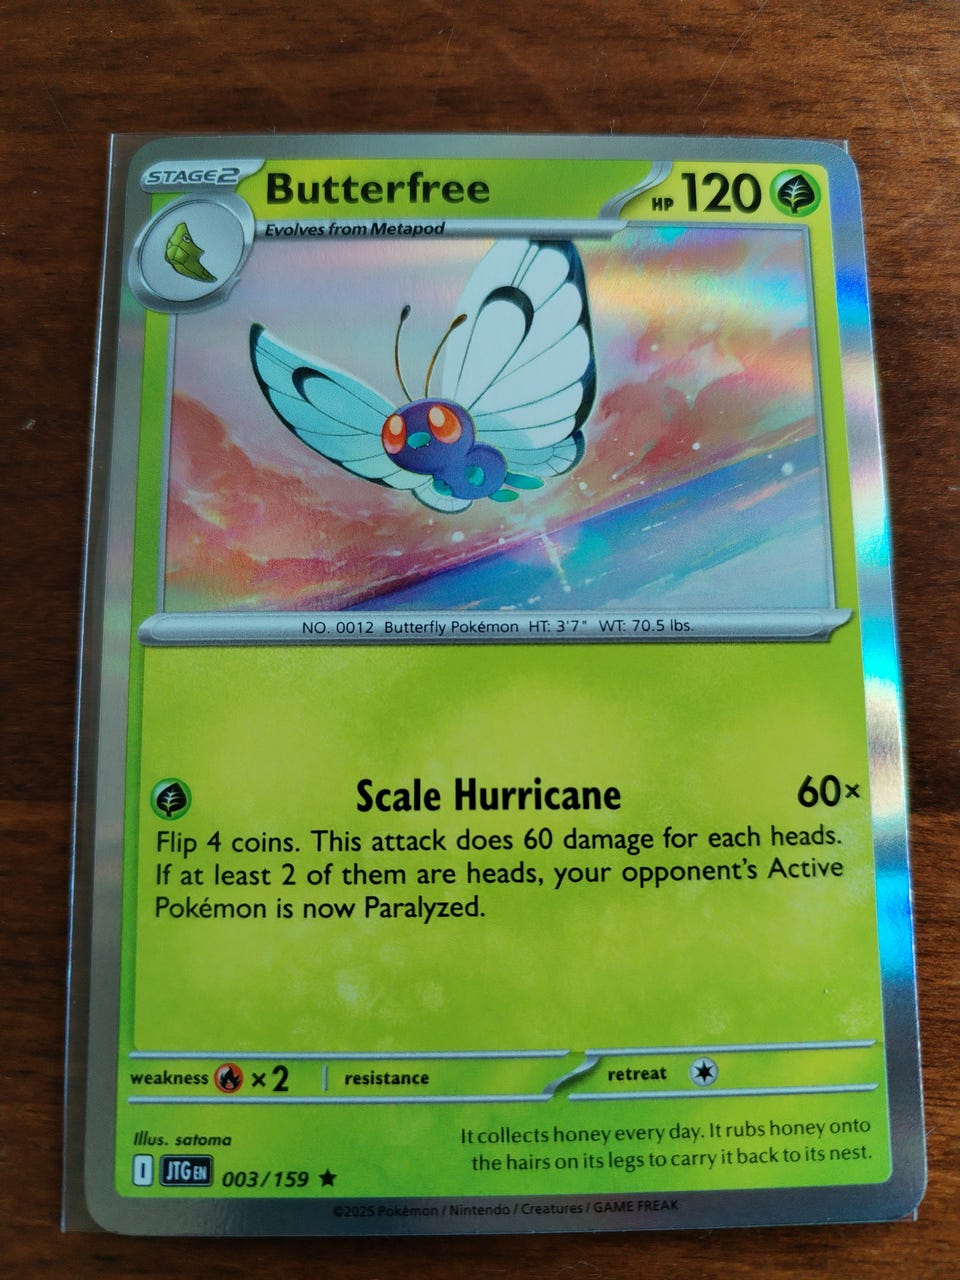 STAGE2 Butterfree HP 120
Evolves from Metapod
NO. 0012 Butterfly Pokémon HT: 3'7" WT: 70.5 lbs.
Scale Hurricane 60×
Flip 4 coins. This attack does 60 damage for each heads.
If at least 2 of them are heads, your opponent's Active
Pokémon is now Paralyzed.
weakness ×2 resistance retreat
Illus. satoma
It collects honey every day. It rubs honey onto
the hairs on its legs to carry it back to its nest.
I JTG EN 003/159
©2025 Pokémon / Nintendo / Creatures / GAME FREAK